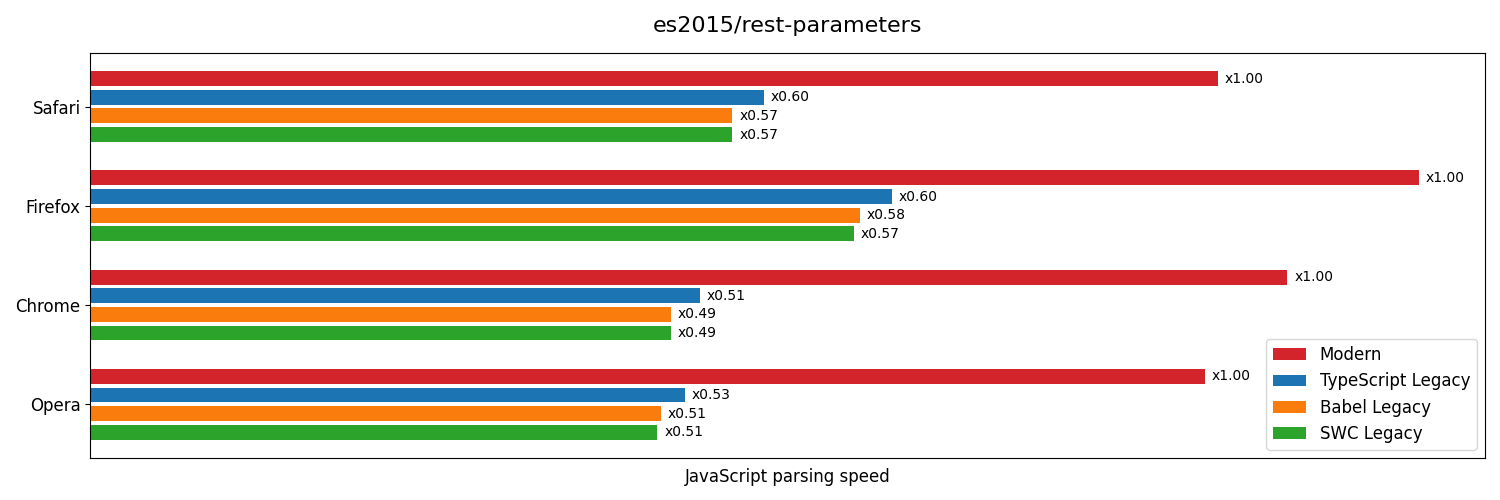 es2015/rest-parameters
Safari
x1.00
x0.60
x0.57
x0.57
Firefox
x1.00
x0.60
x0.58
x0.57
Chrome
x1.00
x0.51
x0.49
x0.49
Opera
x1.00
x0.53
x0.51
x0.51
Modern
TypeScript Legacy
Babel Legacy
SWC Legacy
JavaScript parsing speed